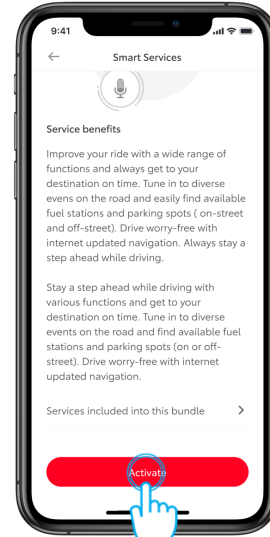 9:41
Smart Services
Service benefits
Improve your ride with a wide range of
functions and always get to your
destination on time. Tune in to diverse
evens on the road and easily find available
fuel stations and parking spots ( on-street
and off-street). Drive worry-free with
internet updated navigation. Always stay a
step ahead while driving.
Stay a step ahead while driving with
various functions and get to your
destination on time. Tune in to diverse
events on the road and find available fuel
stations and parking spots (on or off-
street). Drive worry-free with internet
updated navigation.
Services included into this bundle
Activate